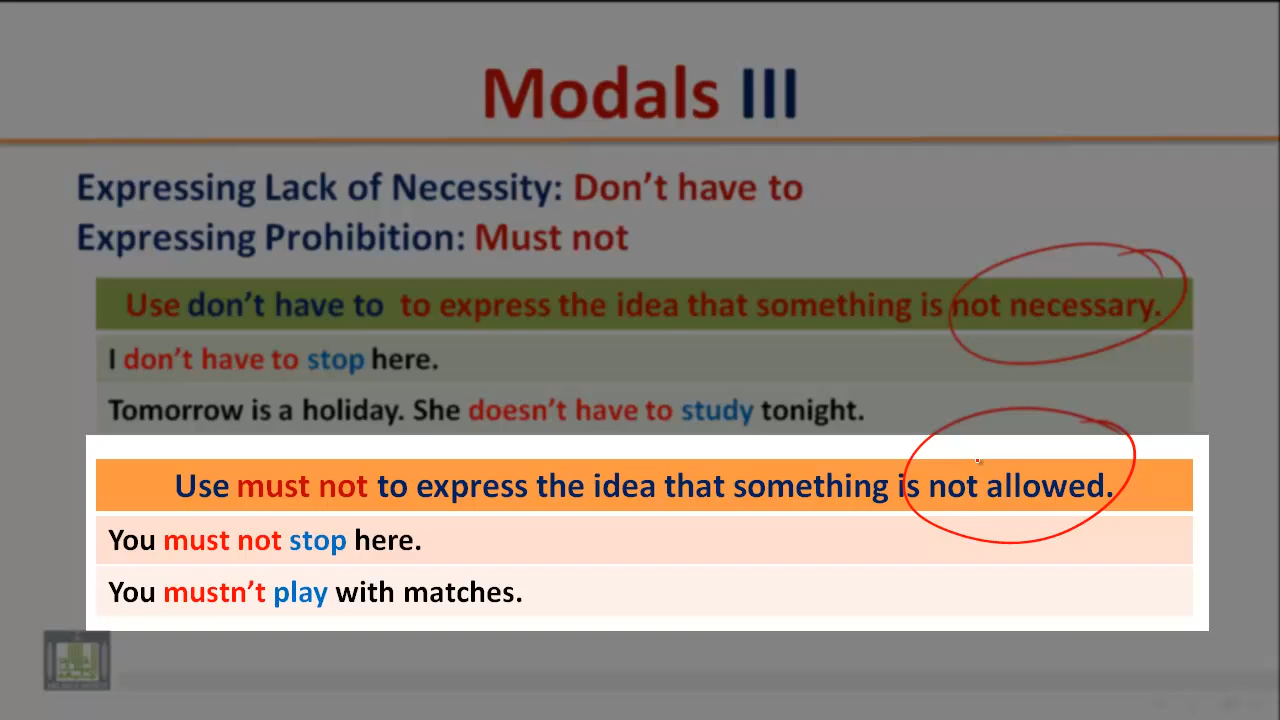 Modals III
Expressing Lack of Necessity: Don't have to
Expressing Prohibition: Must not
Use don't have to to express the idea that something is not necessary.
I don't have to stop here.
Tomorrow is a holiday. She doesn't have to study tonight.
Use must not to express the idea that something is not allowed.
You must not stop here.
You mustn't play with matches.